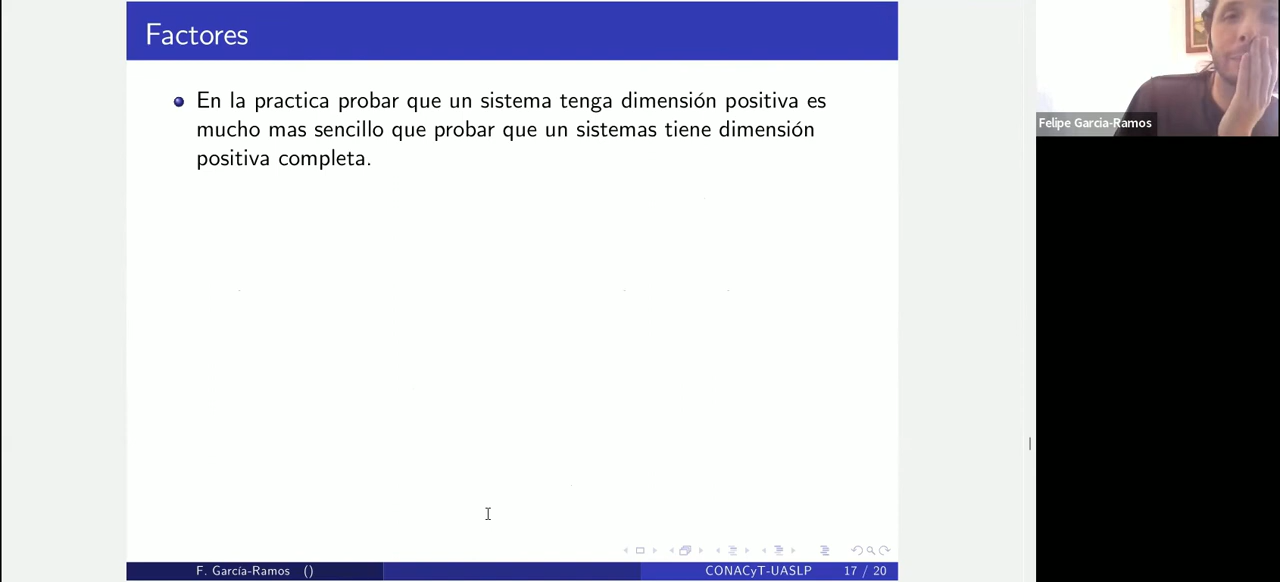 Factores
En la practica probar que un sistema tenga dimensión positiva es
mucho mas sencillo que probar que un sistemas tiene dimensión
positiva completa.
Felipe Garcia-Ramos
F. García-Ramos ()
CONACyT-UASLP
17 / 20